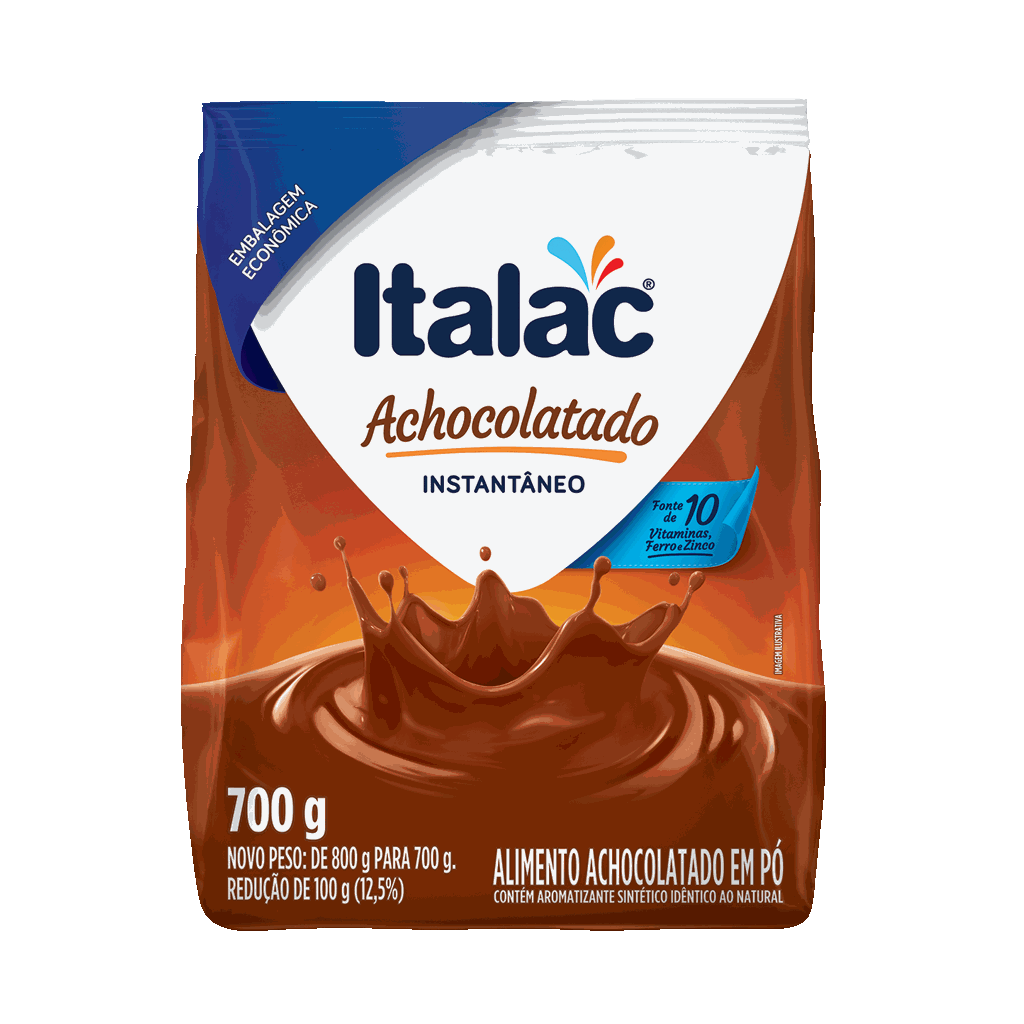 EMBALAGEM
ECONÔMICA
Italac®
Achocolatado
INSTANTÂNEO
Fonte
de 10
Vitaminas,
Ferro e Zinco
IMAGEM ILUSTRATIVA
700 g
NOVO PESO: DE 800 g PARA 700 g.
REDUÇÃO DE 100 g (12,5%)
ALIMENTO ACHOCOLATADO EM PÓ
CONTÉM AROMATIZANTE SINTÉTICO IDÊNTICO AO NATURAL